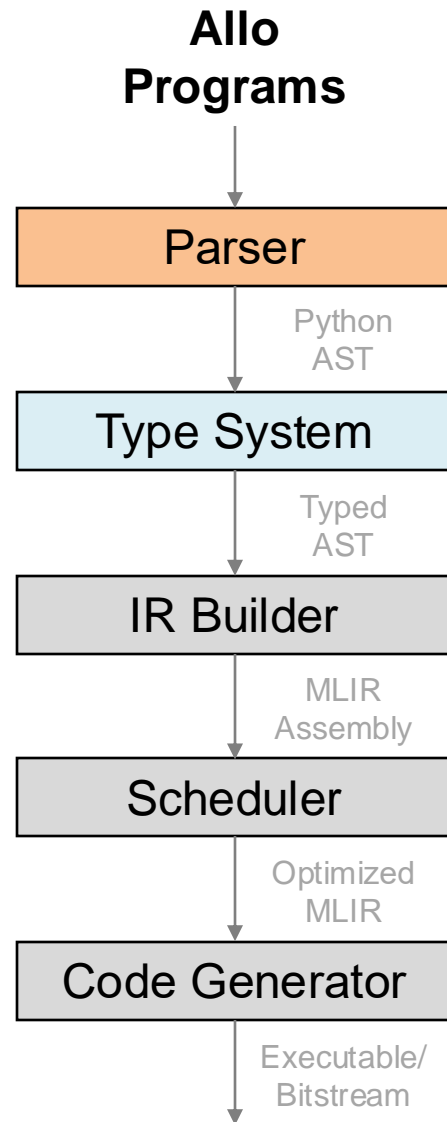 Allo
Programs
Parser
Python
AST
Type System
Typed
AST
IR Builder
MLIR
Assembly
Scheduler
Optimized
MLIR
Code Generator
Executable/
Bitstream